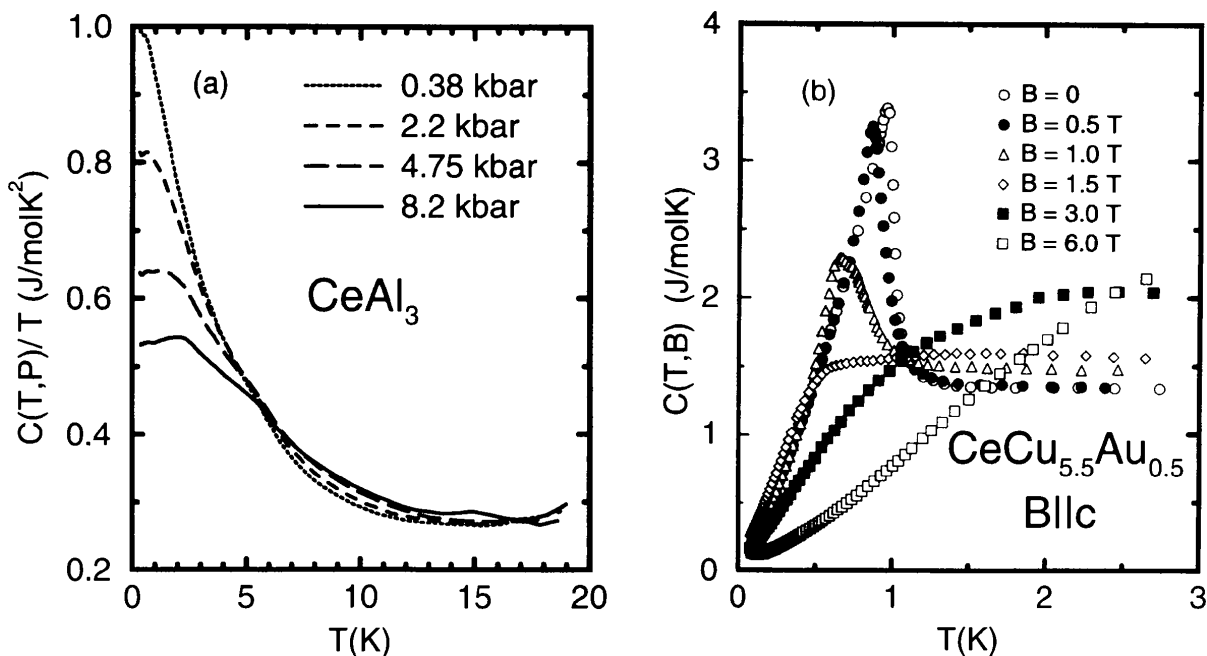 (a)
0.38 kbar
2.2 kbar
4.75 kbar
8.2 kbar
CeAl₃
C(T,P)/ T (J/molK²)
1.0
0.8
0.6
0.4
0.2
0 5 10 15 20
T(K)
(b)
B = 0
B = 0.5 T
B = 1.0 T
B = 1.5 T
B = 3.0 T
B = 6.0 T
CeCu₅.₅Au₀.₅
BIIc
C(T,B) (J/molK)
4
3
2
1
0
0 1 2 3
T(K)